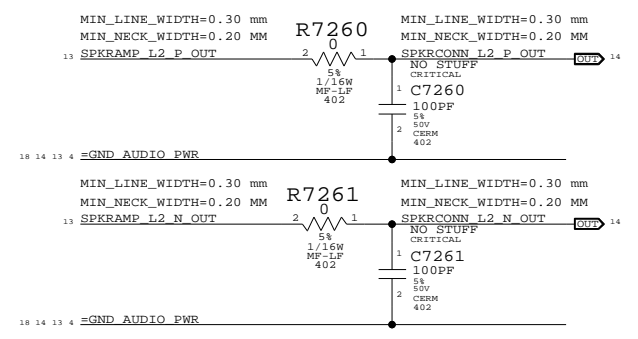 MIN_LINE_WIDTH=0.30 mm
MIN_NECK_WIDTH=0.20 MM
13 SPKRAMP_L2_P_OUT
R7260
0
2 1
5%
1/16W
MF-LF
402
MIN_LINE_WIDTH=0.30 mm
MIN_NECK_WIDTH=0.20 MM
SPKRCONN_L2_P_OUT OUT 14
NO STUFF
CRITICAL
1 C7260
100PF
5%
50V
2 CERM
402
18 14 13 4 =GND_AUDIO_PWR
MIN_LINE_WIDTH=0.30 mm
MIN_NECK_WIDTH=0.20 MM
13 SPKRAMP_L2_N_OUT
R7261
0
2 1
5%
1/16W
MF-LF
402
MIN_LINE_WIDTH=0.30 mm
MIN_NECK_WIDTH=0.20 MM
SPKRCONN_L2_N_OUT OUT 14
NO STUFF
CRITICAL
1 C7261
100PF
5%
50V
2 CERM
402
18 14 13 4 =GND_AUDIO_PWR